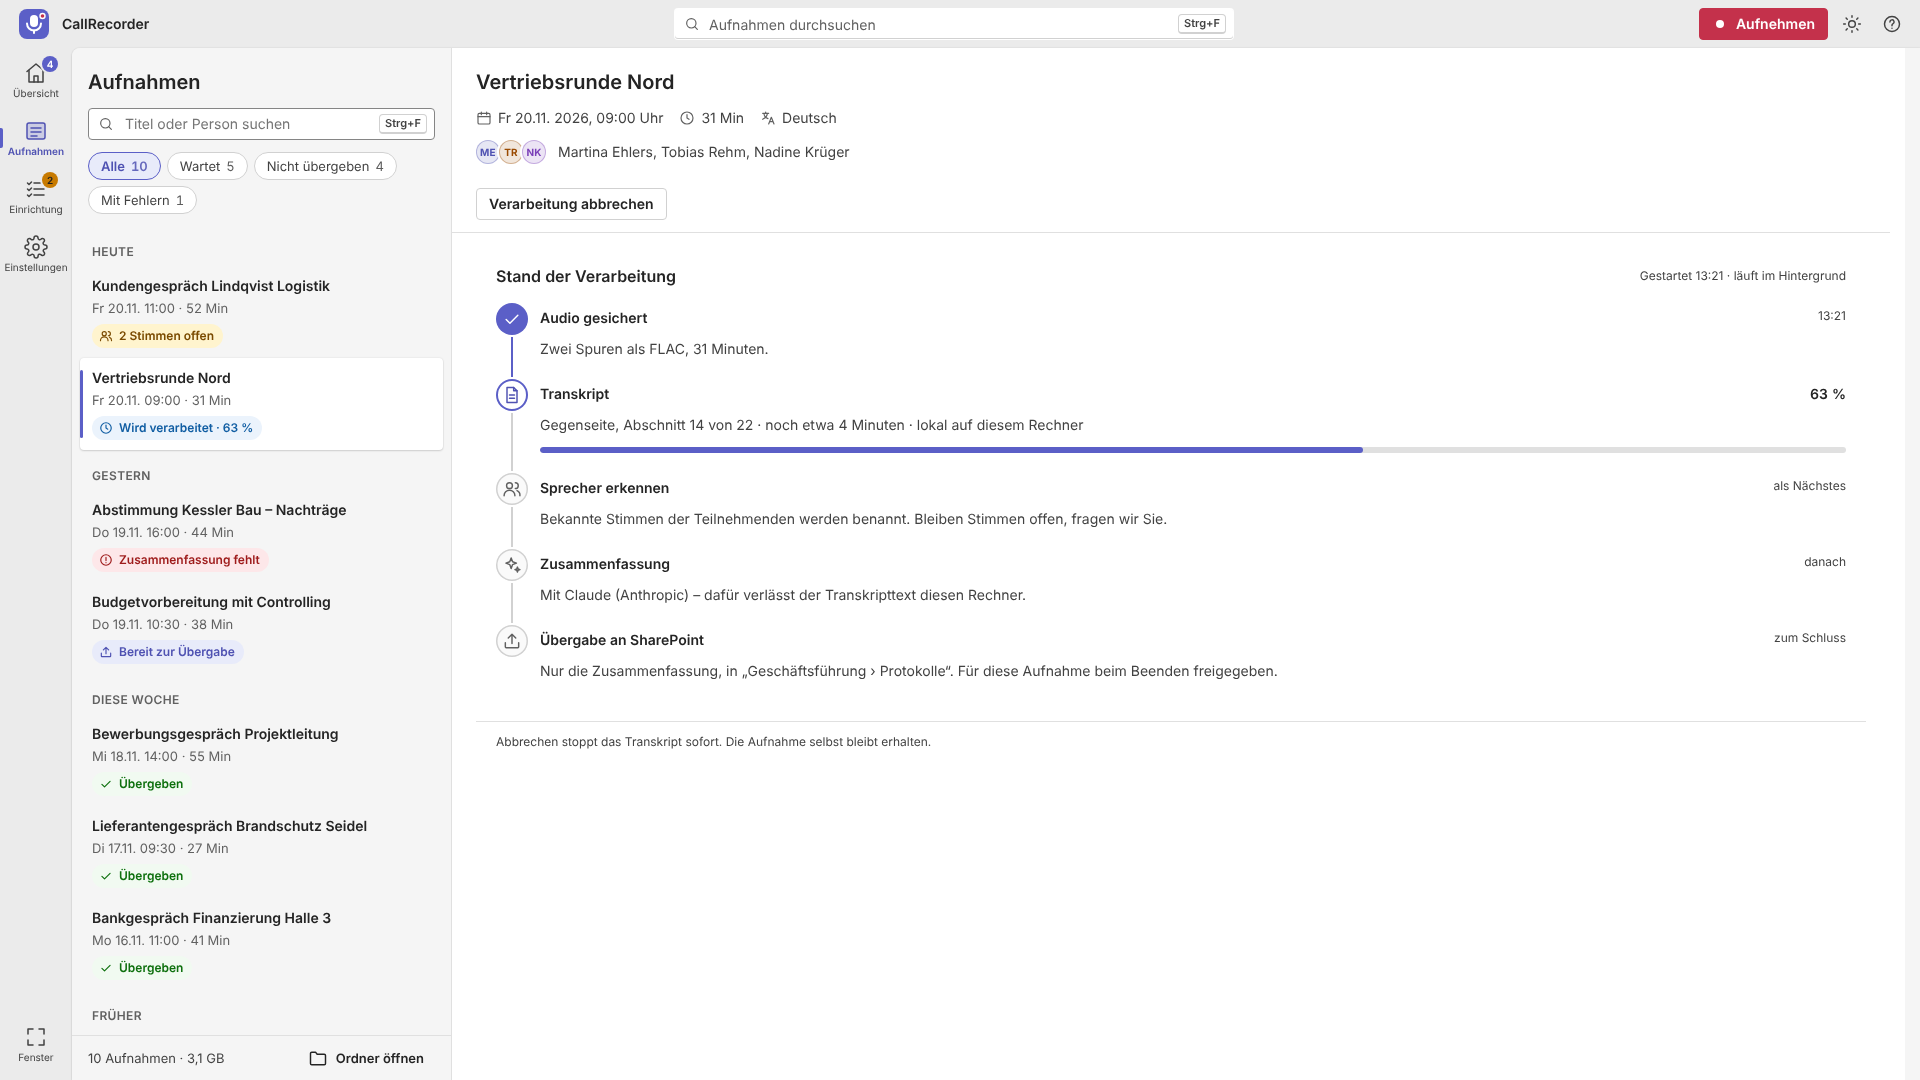 CallRecorder
Aufnahmen durchsuchen
Strg+F
Aufnehmen
4
Übersicht
Aufnahmen
2
Einrichtung
Einstellungen
Fenster
Aufnahmen
Titel oder Person suchen
Strg+F
Alle 10
Wartet 5
Nicht übergeben 4
Mit Fehlern 1
HEUTE
Kundengespräch Lindqvist Logistik
Fr 20.11. 11:00 · 52 Min
2 Stimmen offen
Vertriebsrunde Nord
Fr 20.11. 09:00 · 31 Min
Wird verarbeitet · 63 %
GESTERN
Abstimmung Kessler Bau – Nachträge
Do 19.11. 16:00 · 44 Min
Zusammenfassung fehlt
Budgetvorbereitung mit Controlling
Do 19.11. 10:30 · 38 Min
Bereit zur Übergabe
DIESE WOCHE
Bewerbungsgespräch Projektleitung
Mi 18.11. 14:00 · 55 Min
Übergeben
Lieferantengespräch Brandschutz Seidel
Di 17.11. 09:30 · 27 Min
Übergeben
Bankgespräch Finanzierung Halle 3
Mo 16.11. 11:00 · 41 Min
Übergeben
FRÜHER
10 Aufnahmen · 3,1 GB
Ordner öffnen
Vertriebsrunde Nord
Fr 20.11. 2026, 09:00 Uhr
31 Min
Deutsch
ME TR NK Martina Ehlers, Tobias Rehm, Nadine Krüger
Verarbeitung abbrechen
Stand der Verarbeitung
Gestartet 13:21 · läuft im Hintergrund
Audio gesichert
13:21
Zwei Spuren als FLAC, 31 Minuten.
Transkript
63 %
Gegenseite, Abschnitt 14 von 22 · noch etwa 4 Minuten · lokal auf diesem Rechner
Sprecher erkennen
als Nächstes
Bekannte Stimmen der Teilnehmenden werden benannt. Bleiben Stimmen offen, fragen wir Sie.
Zusammenfassung
danach
Mit Claude (Anthropic) – dafür verlässt der Transkripttext diesen Rechner.
Übergabe an SharePoint
zum Schluss
Nur die Zusammenfassung, in „Geschäftsführung › Protokolle“. Für diese Aufnahme beim Beenden freigegeben.
Abbrechen stoppt das Transkript sofort. Die Aufnahme selbst bleibt erhalten.